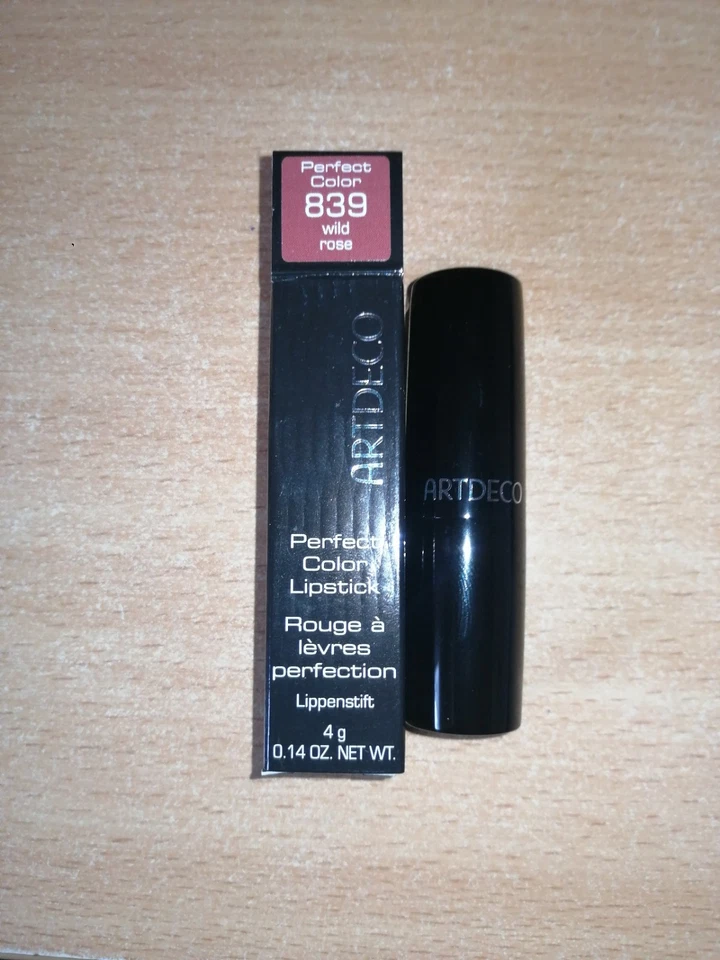 Perfect
Color
839
wild
rose
ARTDECO
Perfect
Color
Lipstick
Rouge à
lèvres
perfection
Lippenstift
4 g
0.14 OZ. NET WT.
ARTDECO